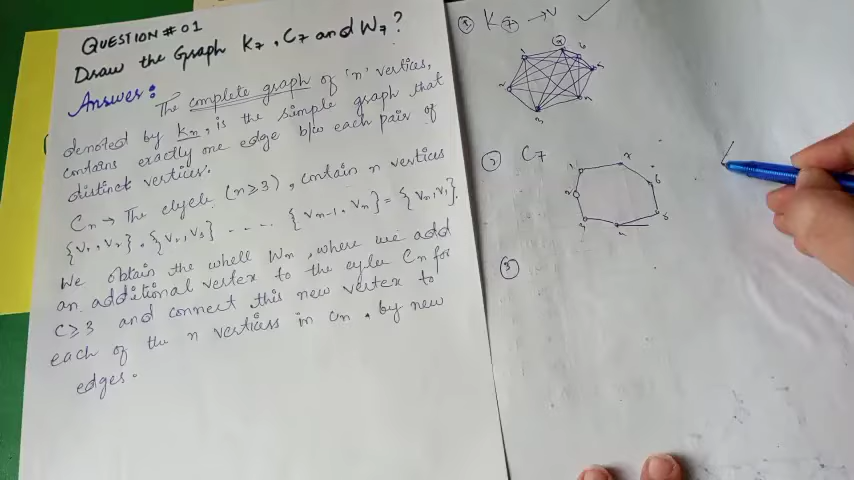 QUESTION # 01
Draw the Graph K7, C7 and W7?
Answer:
The complete graph of 'n' vertices,
denoted by Kn, is the simple graph that
contains exactly one edge b/w each pair of
distinct vertices.
Cn → The (n≥3), contain n vertices
{V1, V2}, {V2, V3} .... {Vn-1, Vn} = {Vn, V1}.
We obtain the whell Wn, where we add
an additional vertex to the Cn for
C≥3 and connect this new vertex to
each of the n vertices in Cn, by new
edges.
① K7 → V
② C7
③